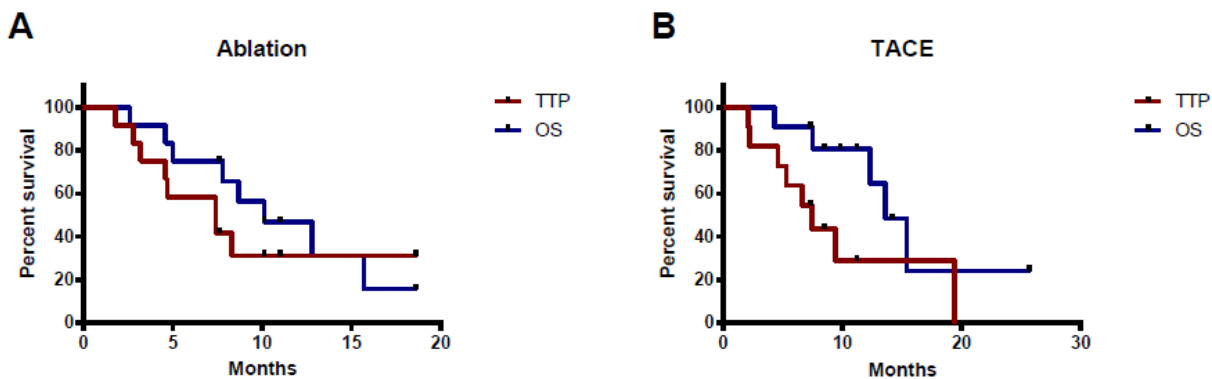 A
Ablation
Percent survival
100
80
60
40
20
0
0 5 10 15 20
Months
TTP
OS
B
TACE
Percent survival
100
80
60
40
20
0
0 10 20 30
Months
TTP
OS